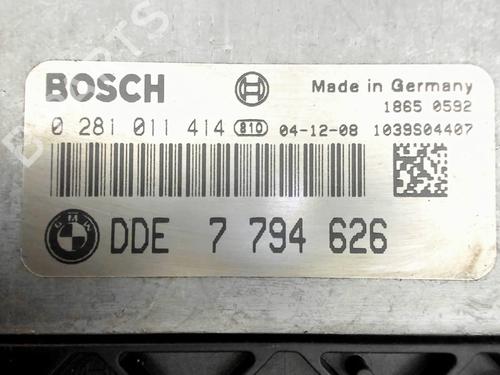 BOSCH
Made in Germany
1865 0592
0 281 011 414 810 04-12-08 1039S04407
BMW
DDE 7 794 626